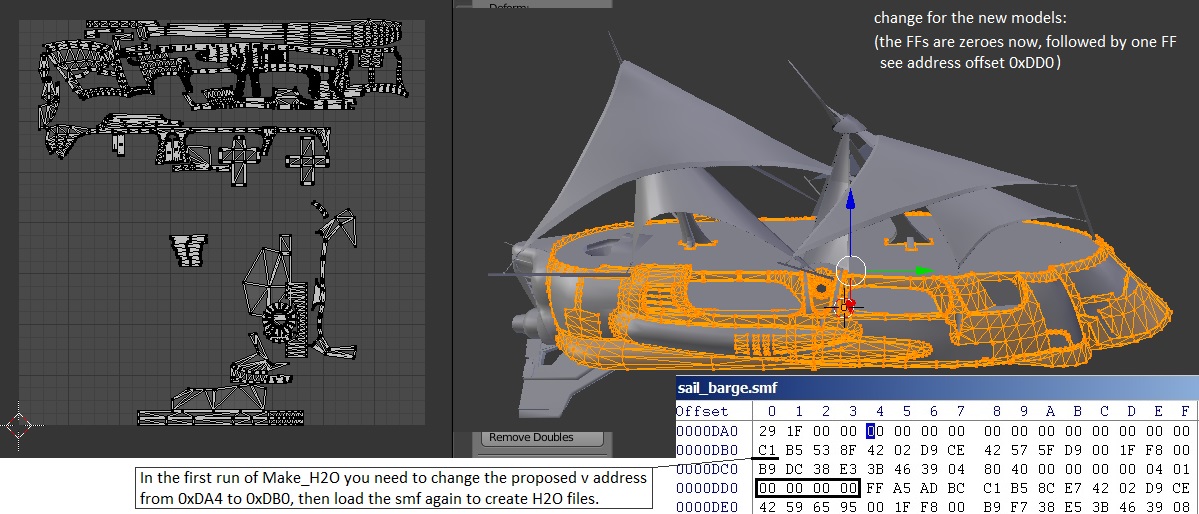 Deform:
change for the new models:
(the FFs are zeroes now, followed by one FF
see address offset 0xDD0)
sail_barge.smf
Offset 0 1 2 3 4 5 6 7 8 9 A B C D E F
0000DA0 29 1F 00 00 00 00 00 00 00 00 00 00 00 00 00 00
0000DB0 C1 B5 53 8F 42 02 D9 CE 42 57 5F D9 00 1F F8 00
0000DC0 B9 DC 38 E3 3B 46 39 04 80 40 00 00 00 00 04 01
0000DD0 00 00 00 00 FF A5 AD BC C1 B5 8C E7 42 02 D9 CE
0000DE0 42 59 65 95 00 1F F8 00 B9 F7 38 E5 3B 46 39 08
Remove Doubles
In the first run of Make_H2O you need to change the proposed v address
from 0xDA4 to 0xDB0, then load the smf again to create H2O files.